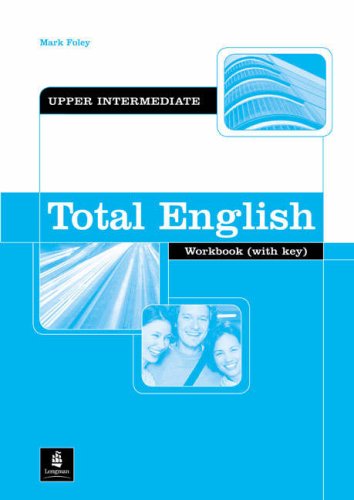 Mark Foley
UPPER INTERMEDIATE
Total English
Workbook (with key)
Longman